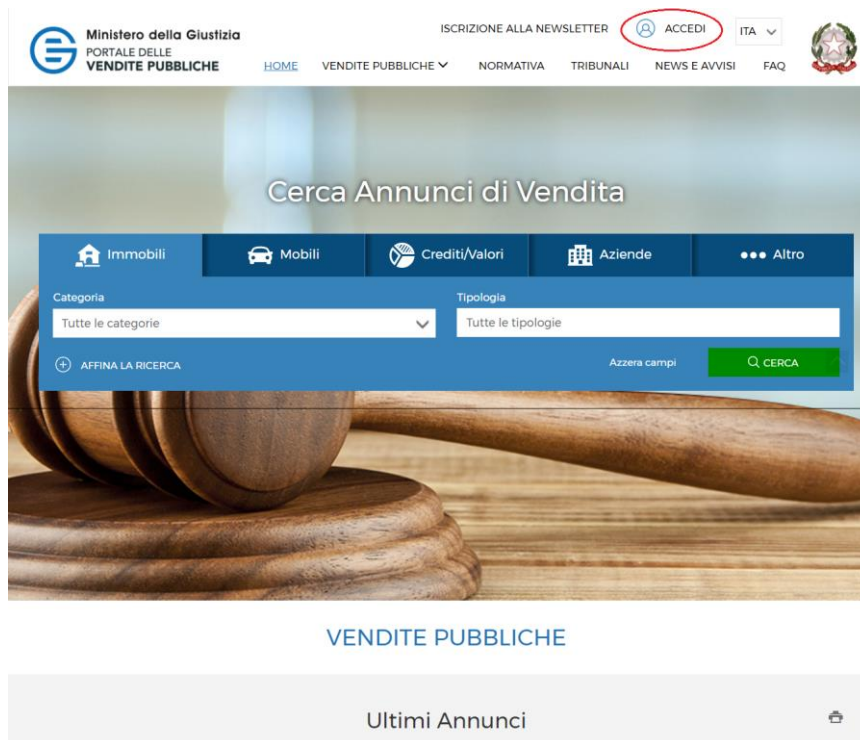 Ministero della Giustizia
PORTALE DELLE
VENDITE PUBBLICHE
ISCRIZIONE ALLA NEWSLETTER ACCEDI ITA
HOME VENDITE PUBBLICHE NORMATIVA TRIBUNALI NEWS E AVVISI FAQ
Cerca Annunci di Vendita
Immobili Mobili Crediti/Valori Aziende Altro
Categoria Tipologia
Tutte le categorie Tutte le tipologie
AFFINA LA RICERCA Azzera campi CERCA
VENDITE PUBBLICHE
Ultimi Annunci